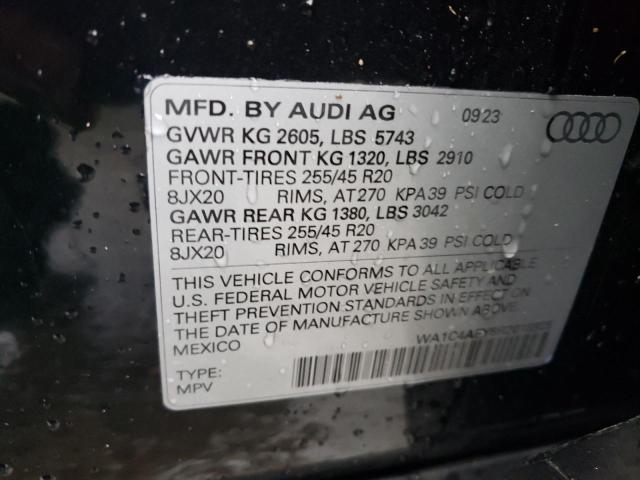 MFD. BY AUDI AG 09 23
GVWR KG 2605, LBS 5743
GAWR FRONT KG 1320, LBS 2910
FRONT-TIRES 255/45 R20
8JX20 RIMS, AT 270 KPA 39 PSI COLD
GAWR REAR KG 1380, LBS 3042
REAR-TIRES 255/45 R20
8JX20 RIMS, AT 270 KPA 39 PSI COLD
THIS VEHICLE CONFORMS TO ALL APPLICABLE
U.S. FEDERAL MOTOR VEHICLE SAFETY AND
THEFT PREVENTION STANDARDS IN EFFECT ON
THE DATE OF MANUFACTURE SHOWN ABOVE.
MEXICO
TYPE:
MPV